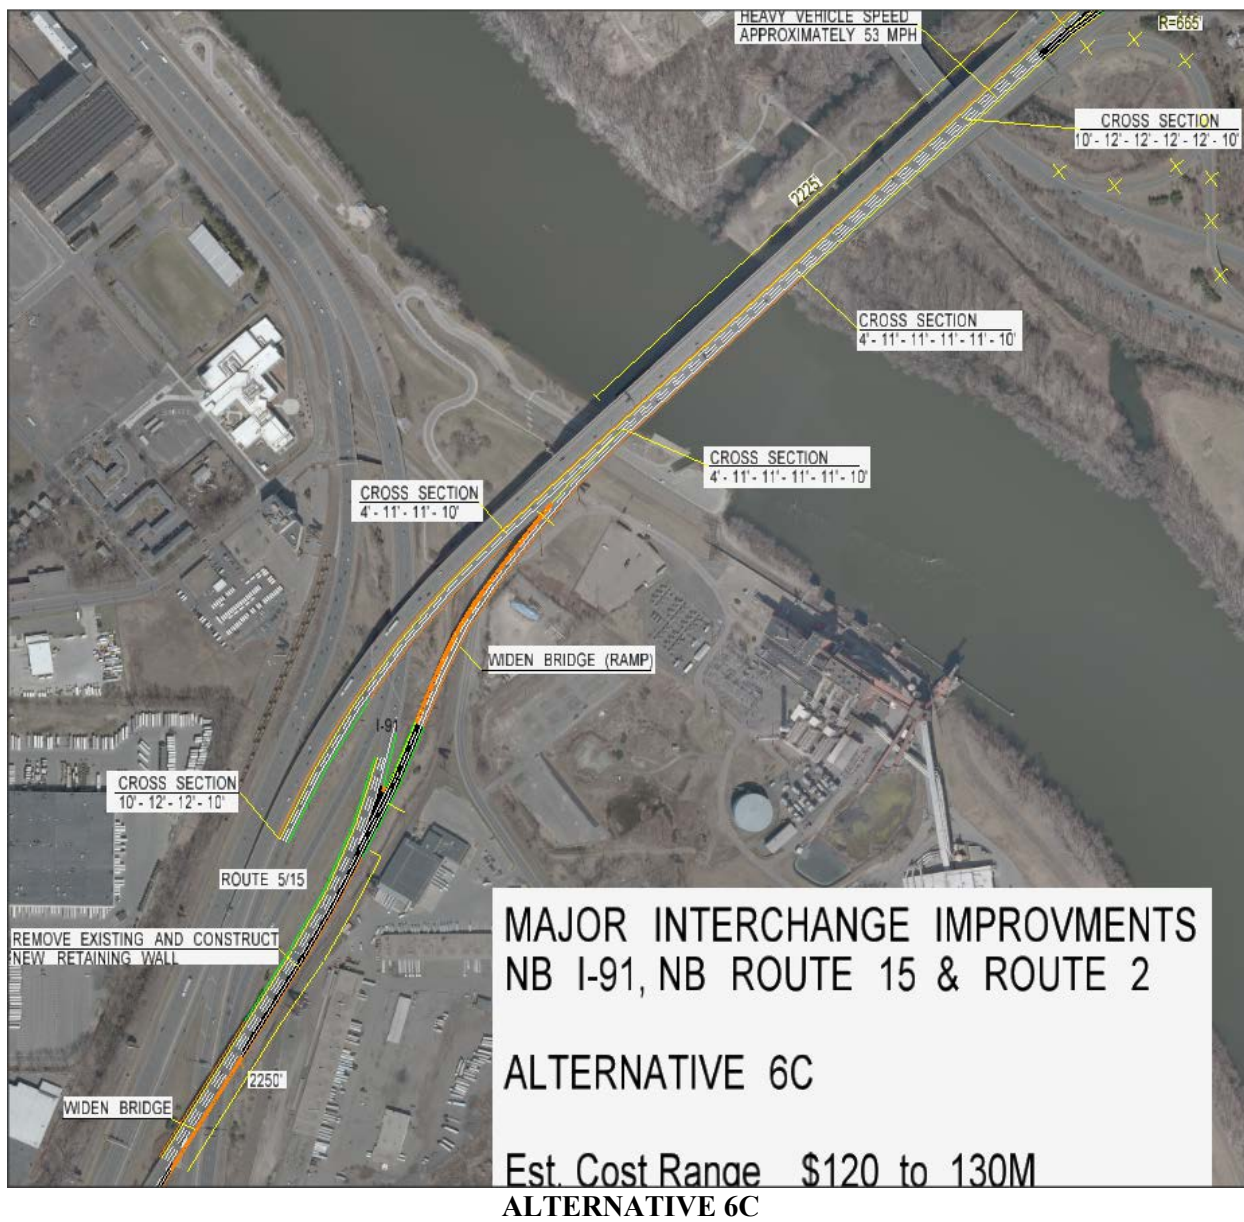 HEAVY VEHICLE SPEED
APPROXIMATELY 53 MPH
R=665'
CROSS SECTION
10'- 12'- 12'- 12'- 12'- 10'
2225'
CROSS SECTION
4'- 11'- 11'- 11'- 11'- 10'
CROSS SECTION
4'- 11'- 11'- 11'- 11'- 10'
CROSS SECTION
4'- 11'- 11'- 10'
WIDEN BRIDGE (RAMP)
I-91
CROSS SECTION
10'- 12'- 12'- 10'
ROUTE 5/15
REMOVE EXISTING AND CONSTRUCT
NEW RETAINING WALL
2250'
WIDEN BRIDGE
MAJOR INTERCHANGE IMPROVMENTS
NB I-91, NB ROUTE 15 & ROUTE 2
ALTERNATIVE 6C
Est. Cost Range $120 to 130M
ALTERNATIVE 6C